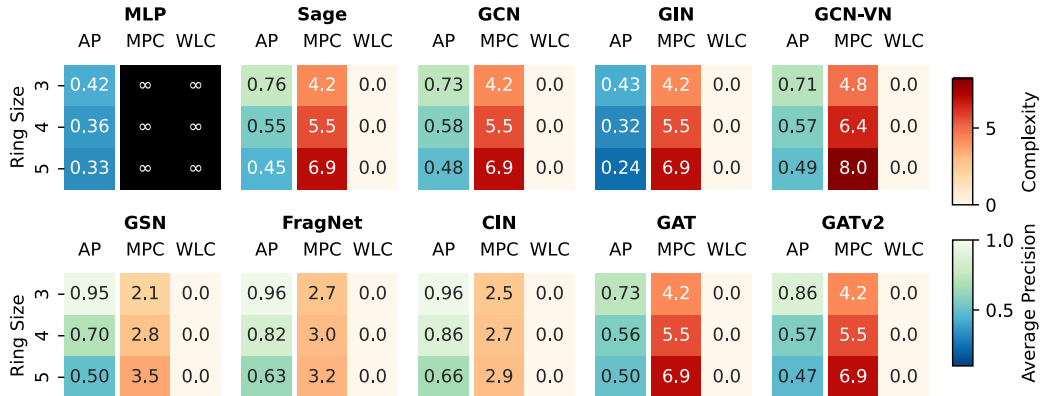 MLP Sage GCN GIN GCN-VN
AP MPC WLC AP MPC WLC AP MPC WLC AP MPC WLC AP MPC WLC
Ring Size
3 0.42 ∞ ∞ 0.76 4.2 0.0 0.73 4.2 0.0 0.43 4.2 0.0 0.71 4.8 0.0
4 0.36 ∞ ∞ 0.55 5.5 0.0 0.58 5.5 0.0 0.32 5.5 0.0 0.57 6.4 0.0
5 0.33 ∞ ∞ 0.45 6.9 0.0 0.48 6.9 0.0 0.24 6.9 0.0 0.49 8.0 0.0
5
0
Complexity
GSN FragNet CIN GAT GATv2
AP MPC WLC AP MPC WLC AP MPC WLC AP MPC WLC AP MPC WLC
Ring Size
3 0.95 2.1 0.0 0.96 2.7 0.0 0.96 2.5 0.0 0.73 4.2 0.0 0.86 4.2 0.0
4 0.70 2.8 0.0 0.82 3.0 0.0 0.86 2.7 0.0 0.56 5.5 0.0 0.57 5.5 0.0
5 0.50 3.5 0.0 0.63 3.2 0.0 0.66 2.9 0.0 0.50 6.9 0.0 0.47 6.9 0.0
1.0
0.5
Average Precision